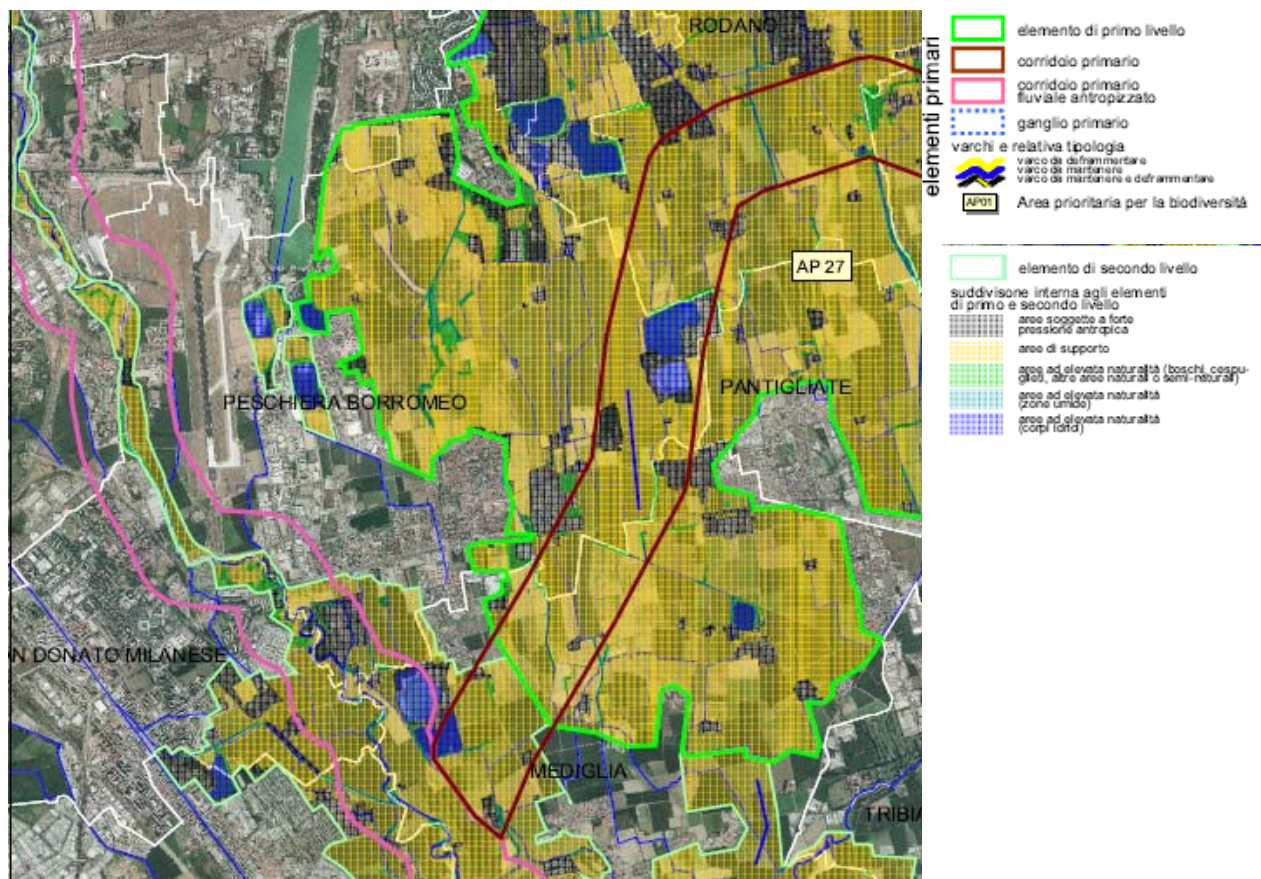 RODANO
AP 27
PANTIGLIATE
PESCHIERA BORROMEO
N DONATO MILANESE
MEDIGLIA
TRIBIA
elementi primari
elemento di primo livello
corridoio primario
corridoio primario
fluviale antropizzato
ganglio primario
varchi e relativa tipologia
varco da deframmentare
varco da mantenere
varco da mantenere e deframmentare
AP01
Area prioritaria per la biodiversità
elemento di secondo livello
suddivisone interna agli elementi
di primo e secondo livello
aree soggette a forte
pressione antropica
aree di supporto
aree ad elevata naturalità (boschi, cespu-
glieti, altre aree naturali o semi-naturali)
aree ad elevata naturalità
(zone umide)
aree ad elevata naturalità
(corpi idrici)